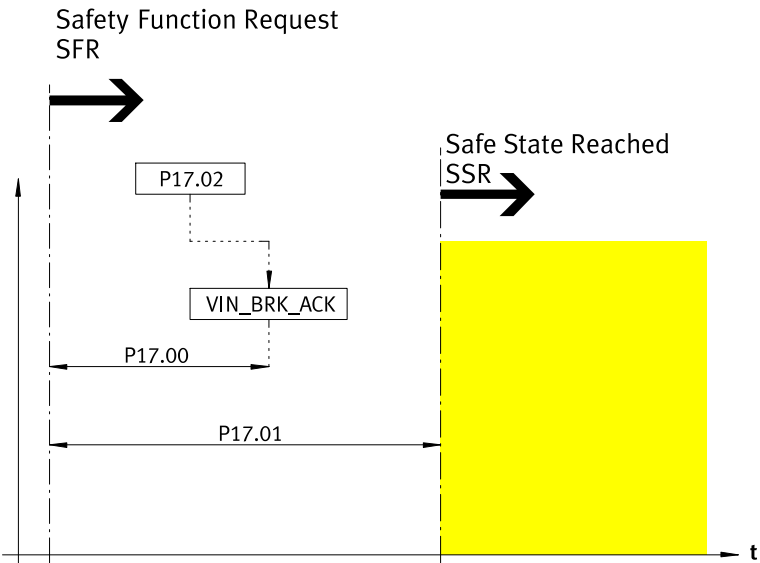 Safety Function Request
SFR
Safe State Reached
SSR
P17.02
VIN_BRK_ACK
P17.00
P17.01
t